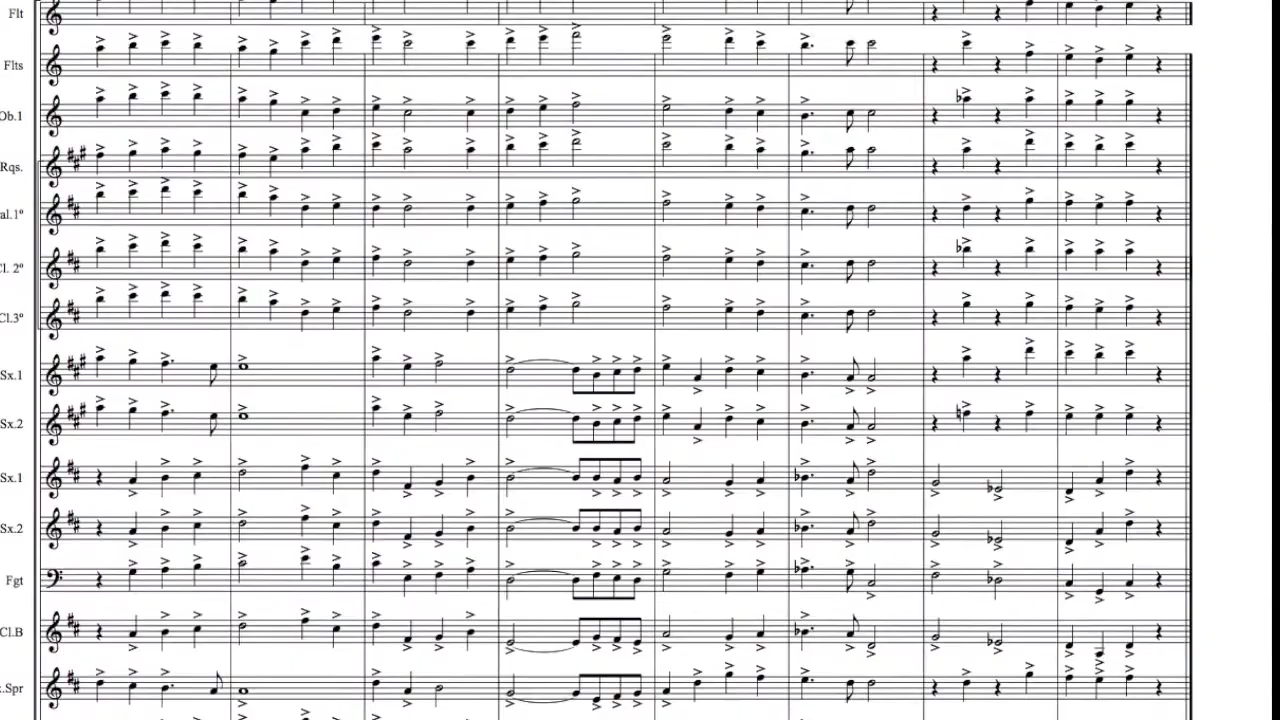 Flt
Flts
Ob.1
Rqs.
al.1º
Cl. 2º
Cl.3º
Sx.1
Sx.2
Sx.1
Sx.2
Fgt
Cl.B
.Spr